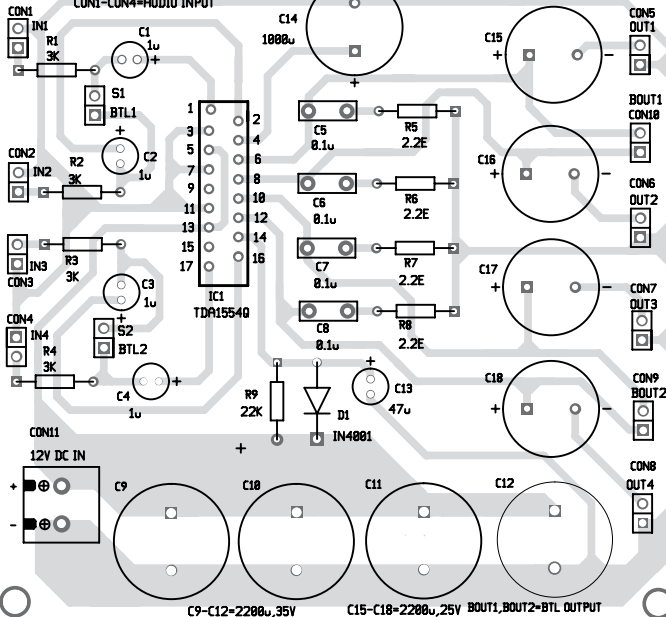 CON1-CON4=AUDIO INPUT
CON1
IN1
R1
3K
C1
1u
+
S1
BTL1
C14
1000u
+
C15
+
-
CON5
OUT1
BOUT1
CON10
CON2
IN2
R2
3K
+
C2
1u
1
3
5
7
9
11
13
15
17
2
4
6
8
10
12
14
16
IC1
TDA1554Q
C5
0.1u
R5
2.2E
C6
0.1u
R6
2.2E
C7
0.1u
R7
2.2E
C8
0.1u
R8
2.2E
C16
+
-
CON6
OUT2
IN3
CON3
R3
3K
C3
1u
+
S2
BTL2
C17
+
-
CON7
OUT3
CON4
IN4
R4
3K
C4
1u
+
R9
22K
D1
IN4001
+
C13
47u
C18
+
-
CON9
BOUT2
CON11
12V DC IN
+
-
+
C9
C10
C11
C12
CON8
OUT4
C9-C12=2200u,35V
C15-C18=2200u,25V
BOUT1,BOUT2=BTL OUTPUT